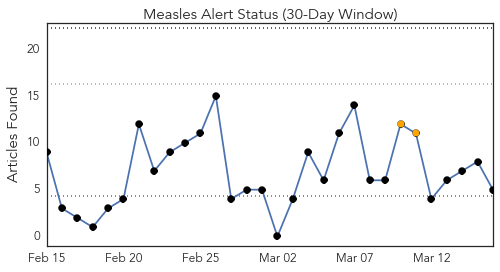 Measles Alert Status (30-Day Window)
Articles Found
20
15
10
5
0
Feb 15 Feb 20 Feb 25 Mar 02 Mar 07 Mar 12